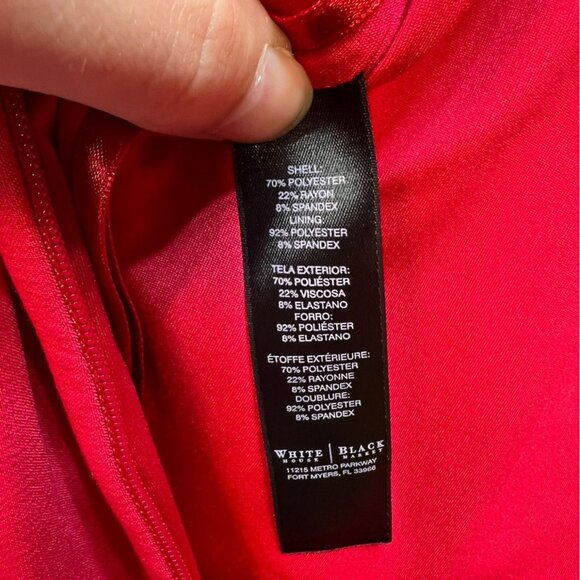 SHELL:
70% POLYESTER
22% RAYON
8% SPANDEX
LINING:
92% POLYESTER
8% SPANDEX
TELA EXTERIOR:
70% POLIÉSTER
22% VISCOSA
8% ELASTANO
FORRO:
92% POLIÉSTER
8% ELASTANO
ÉTOFFE EXTÉRIEURE:
70% POLYESTER
22% RAYONNE
8% SPANDEX
DOUBLURE:
92% POLYESTER
8% SPANDEX
WHITE | BLACK
HOUSE | MARKET
11215 METRO PARKWAY
FORT MYERS, FL 33966